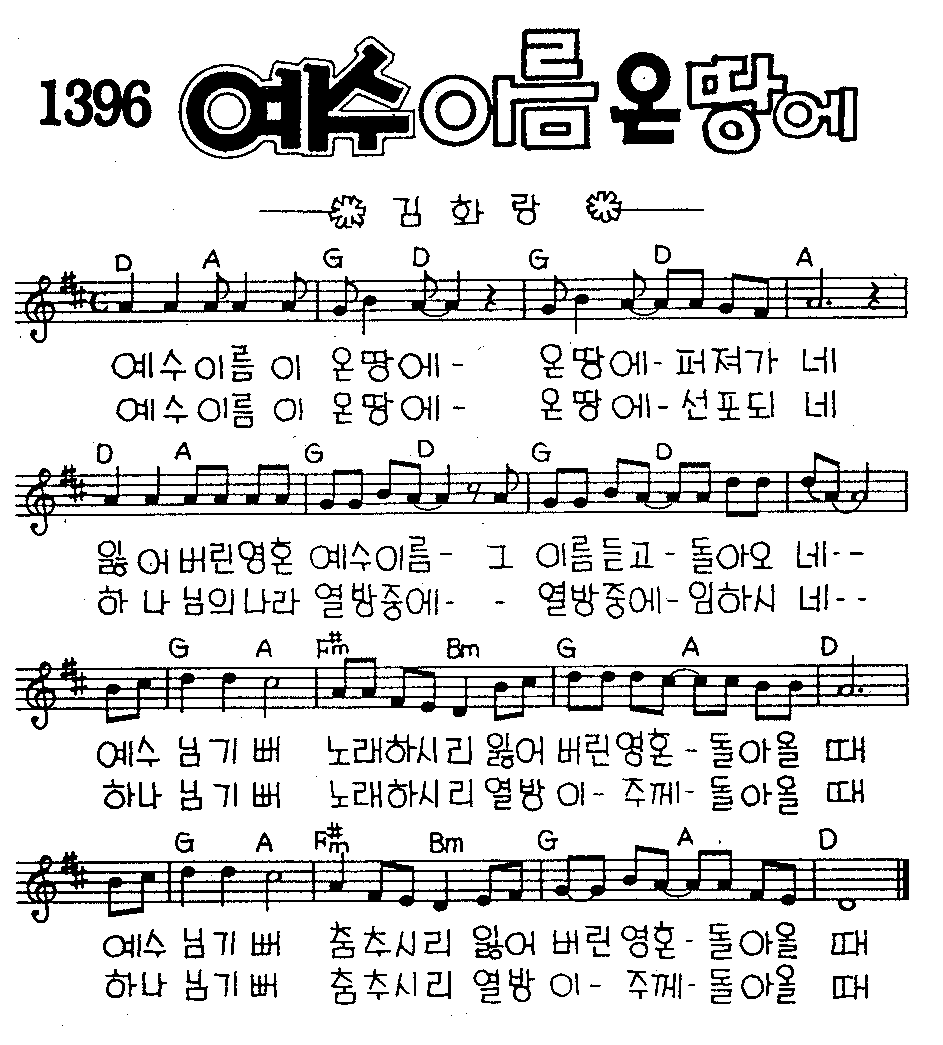 1396 예수이름 온땅에
김 화 랑
D A G D G D A
예수이름 이 온땅에- 온땅에-퍼져가 네
예수이름 이 온땅에- 온땅에-선포되 네
D A G D G D
잃어버린영혼 예수이름- 그 이름듣고-돌아오 네--
하나님의나라 열방중에- - 열방중에-임하시 네--
G A F#m Bm G A D
예수 님기뻐 노래하시리 잃어 버린영혼-돌아올 때
하나 님기뻐 노래하시리 열방 이- 주께-돌아올 때
G A F#m Bm G A D
예수 님기뻐 춤추시리 잃어 버린영혼-돌아올 때
하나 님기뻐 춤추시리 열방 이- 주께-돌아올 때